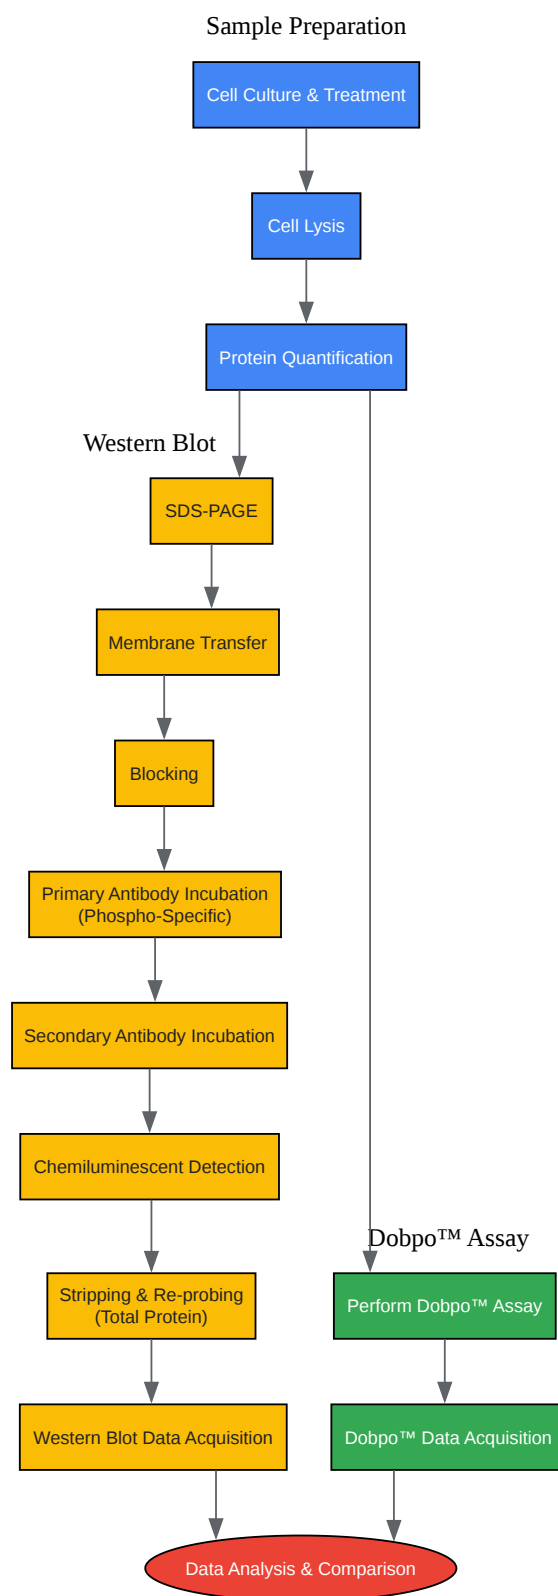 Sample Preparation
Cell Culture & Treatment
Cell Lysis
Protein Quantification
Western Blot
SDS-PAGE
Membrane Transfer
Blocking
Primary Antibody Incubation
(Phospho-Specific)
Secondary Antibody Incubation
Chemiluminescent Detection
Stripping & Re-probing
(Total Protein)
Western Blot Data Acquisition
Dobpo™ Assay
Perform Dobpo™ Assay
Dobpo™ Data Acquisition
Data Analysis & Comparison